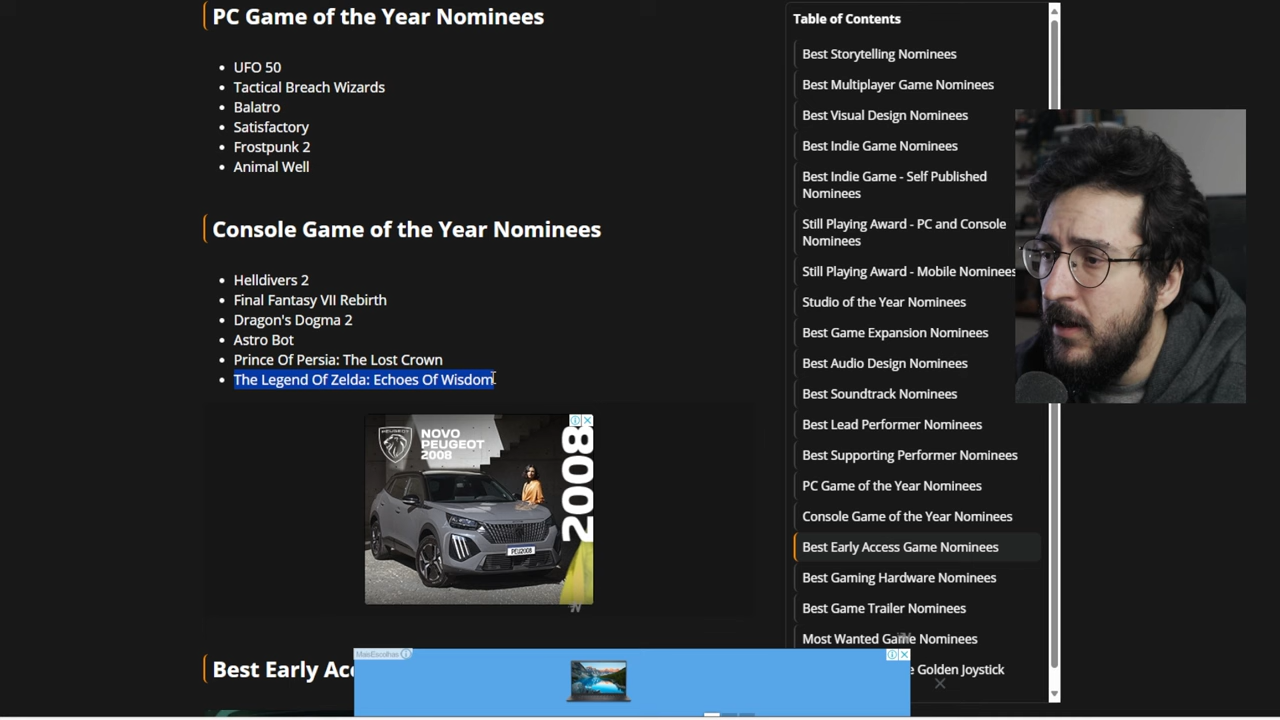 PC Game of the Year Nominees
UFO 50
Tactical Breach Wizards
Balatro
Satisfactory
Frostpunk 2
Animal Well
Console Game of the Year Nominees
Helldivers 2
Final Fantasy VII Rebirth
Dragon's Dogma 2
Astro Bot
Prince Of Persia: The Lost Crown
The Legend Of Zelda: Echoes Of Wisdom
NOVO
PEUGEOT
2008
2008
PEU2008
Best Early Acc
MaisEscolhas
Table of Contents
Best Storytelling Nominees
Best Multiplayer Game Nominees
Best Visual Design Nominees
Best Indie Game Nominees
Best Indie Game - Self Published
Nominees
Still Playing Award - PC and Console
Nominees
Still Playing Award - Mobile Nominees
Studio of the Year Nominees
Best Game Expansion Nominees
Best Audio Design Nominees
Best Soundtrack Nominees
Best Lead Performer Nominees
Best Supporting Performer Nominees
PC Game of the Year Nominees
Console Game of the Year Nominees
Best Early Access Game Nominees
Best Gaming Hardware Nominees
Best Game Trailer Nominees
Most Wanted Game Nominees
e Golden Joystick